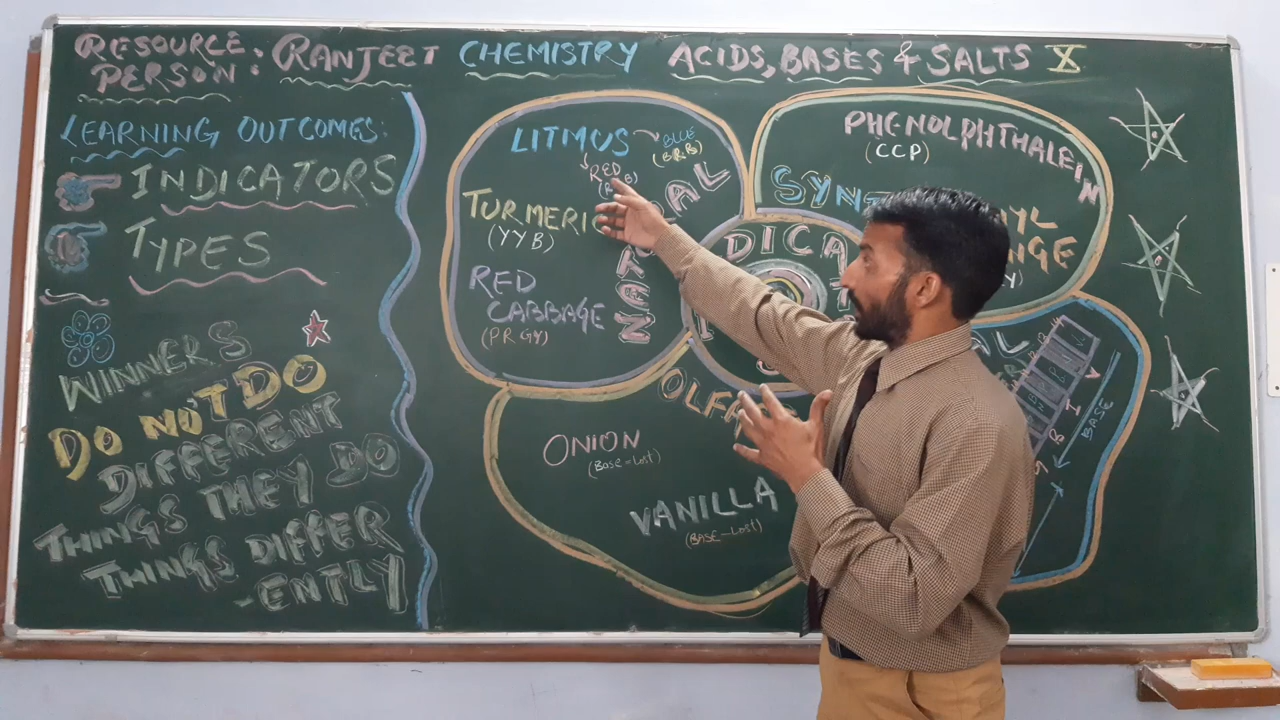 RESOURCE PERSON: RANJEET CHEMISTRY ACIDS, BASES & SALTS X
LEARNING OUTCOMES:
INDICATORS
TYPES
WINNERS
DO NOT DO
DIFFERENT
THINGS THEY DO
THINGS DIFFER
-ENTLY
LITMUS
BLUE
(BRB)
RED
TURMERIC
(YYB)
RED
CABBAGE
(PRGY)
PHENOLPHTHALEIN
(CCP)
ONION
(Base=Lost)
VANILLA
(BASE-Lost)
BASE